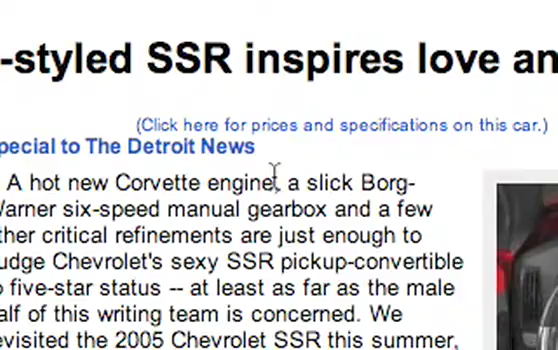 -styled SSR inspires love an
(Click here for prices and specifications on this car.)
pecial to The Detroit News
A hot new Corvette engine, a slick Borg-
Warner six-speed manual gearbox and a few
ther critical refinements are just enough to
udge Chevrolet's sexy SSR pickup-convertible
o five-star status -- at least as far as the male
alf of this writing team is concerned. We
evisited the 2005 Chevrolet SSR this summer,